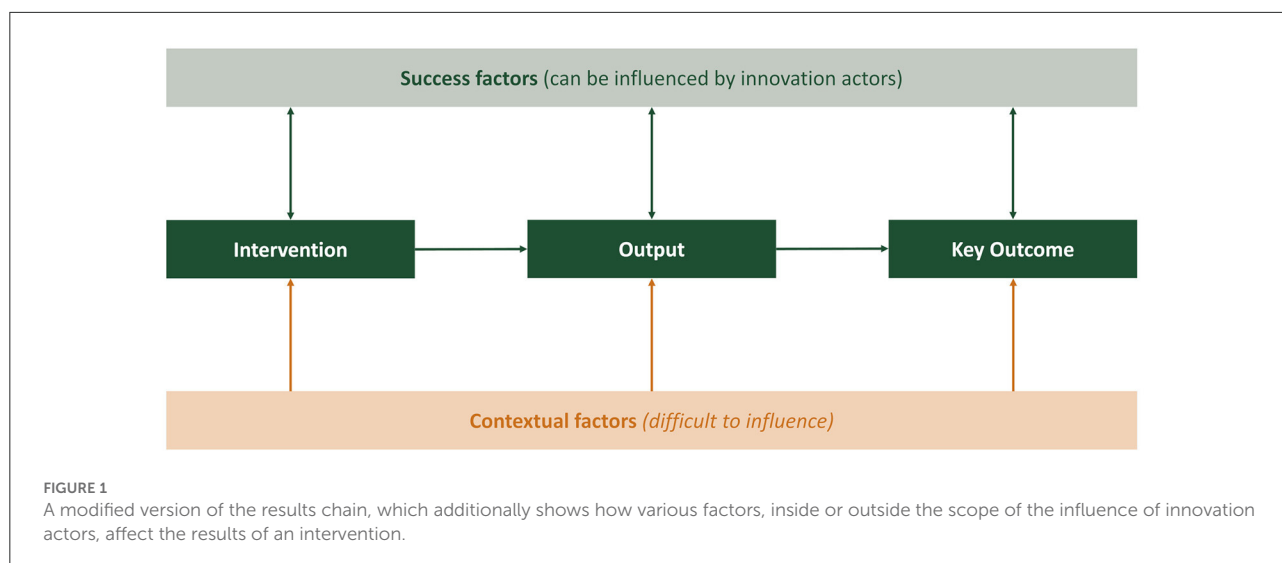 Success factors (can be influenced by innovation actors)
Intervention
Output
Key Outcome
Contextual factors (difficult to influence)
FIGURE 1
A modified version of the results chain, which additionally shows how various factors, inside or outside the scope of the influence of innovation
actors, affect the results of an intervention.